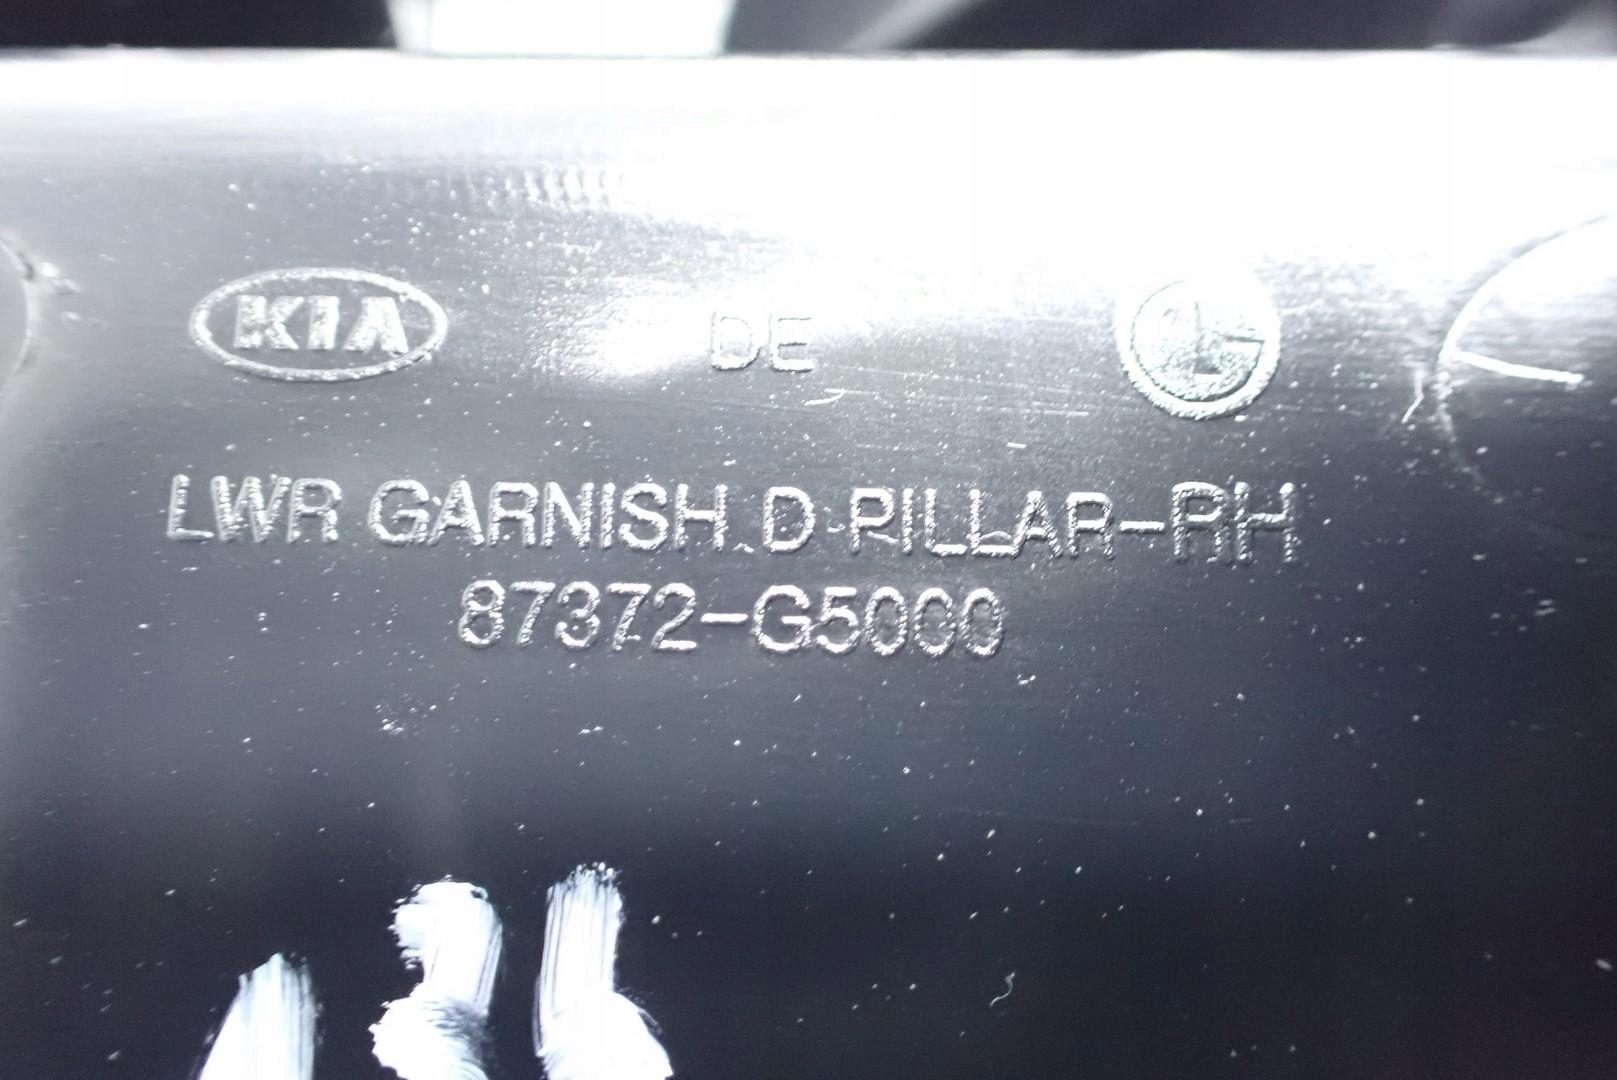 KIA DE
LWR GARNISH D PILLAR-RH
87372-G5000